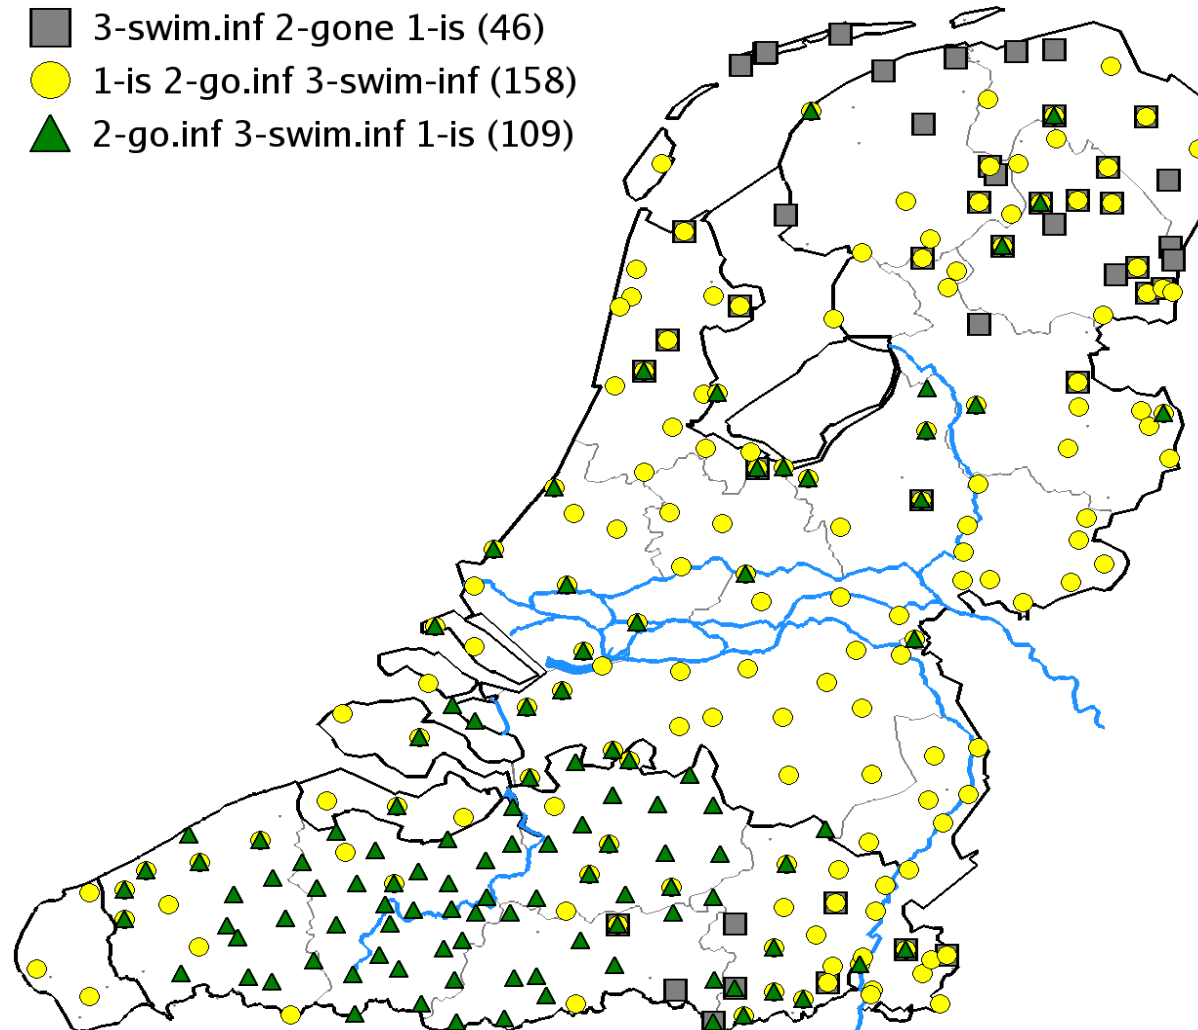 3-swim.inf 2-gone 1-is (46)
1-is 2-go.inf 3-swim-inf (158)
2-go.inf 3-swim.inf 1-is (109)